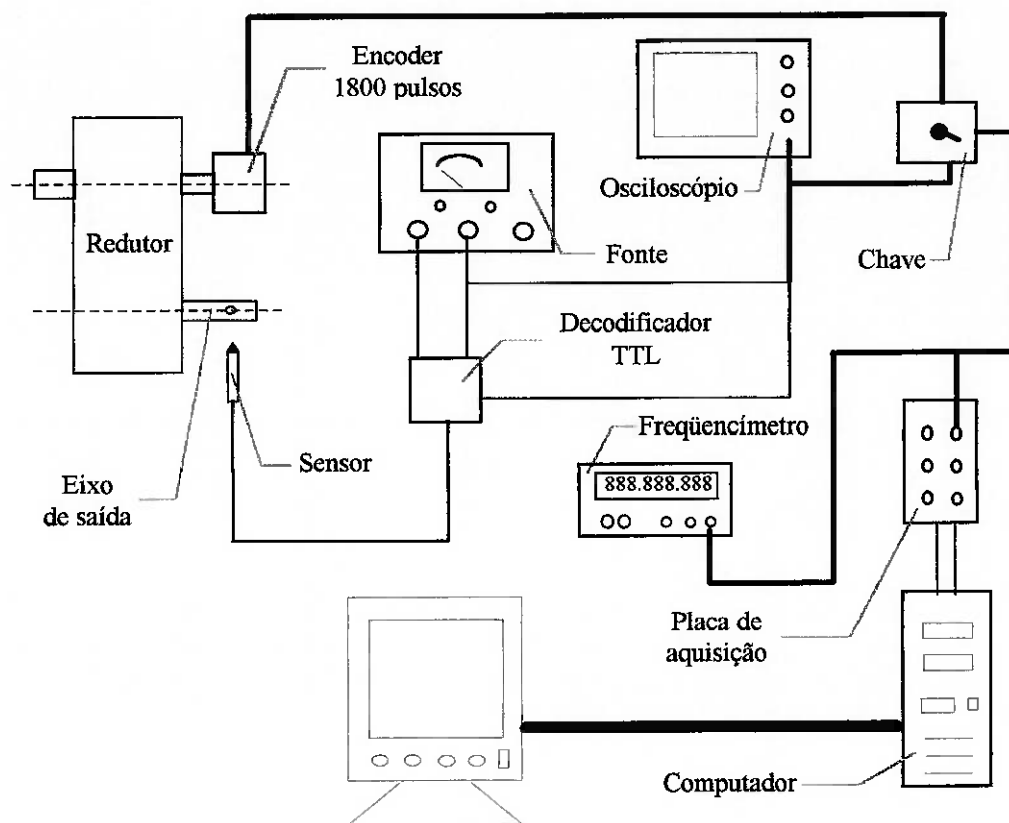 Encoder
1800 pulsos
Osciloscópio
Redutor
Fonte
Chave
Decodificador
TTL
Freqüencímetro
888.888.888
Sensor
Eixo
de saída
Placa de
aquisição
Computador